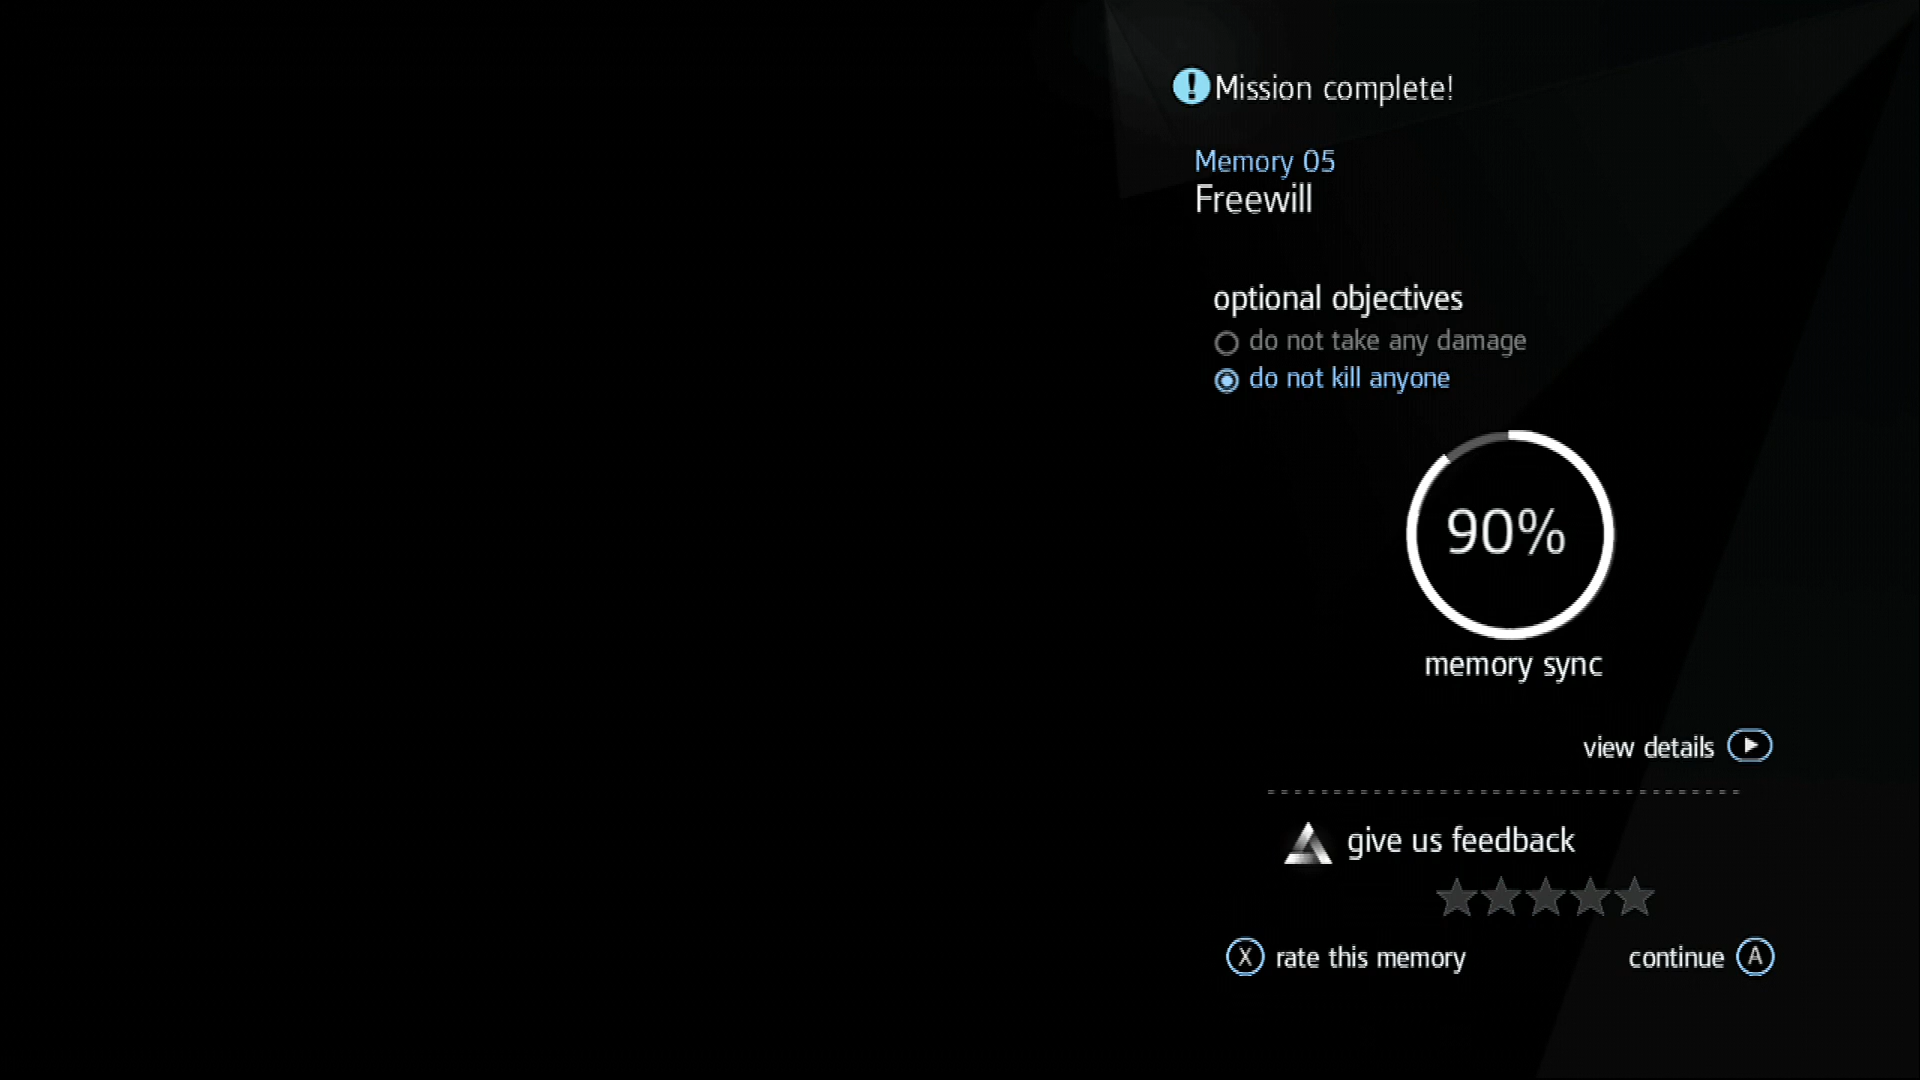 Mission complete!
Memory 05
Freewill
optional objectives
do not take any damage
do not kill anyone
90%
memory sync
view details
give us feedback
X rate this memory
continue A